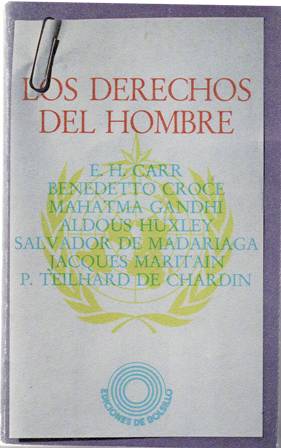 LOS DERECHOS
DEL HOMBRE
E. H. CARR
BENEDETTO CROCE
MAHATMA GANDHI
ALDOUS HUXLEY
SALVADOR DE MADARIAGA
JACQUES MARITAIN
P. TEILHARD DE CHARDIN
EDICIONES DE BOLSILLO